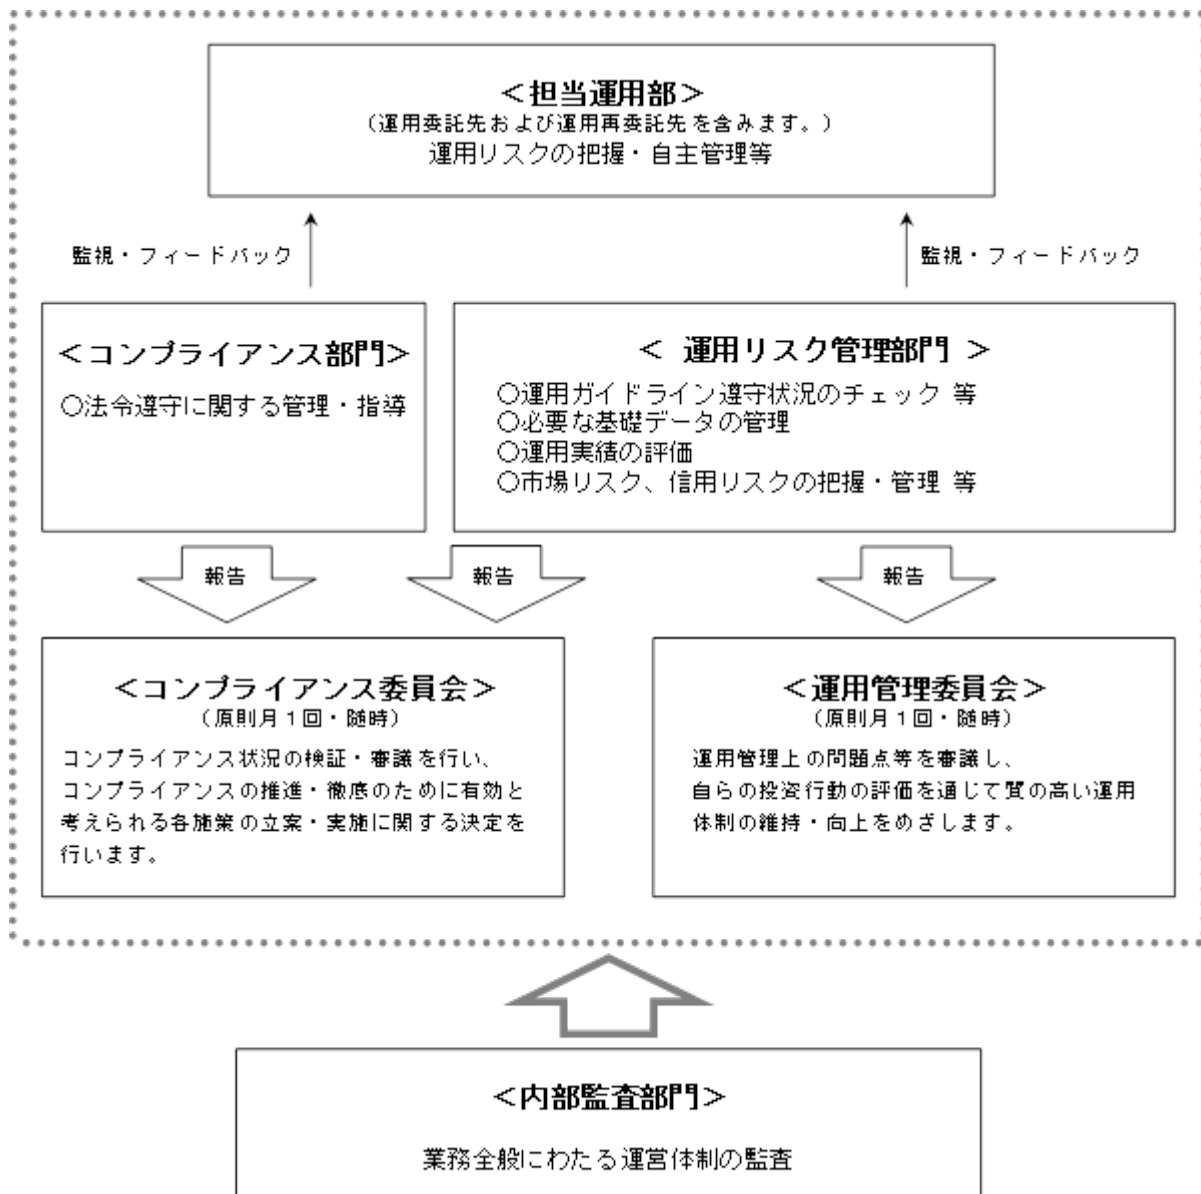 ＜担当運用部＞
（運用委託先および運用再委託先を含みます。）
運用リスクの把握・自主管理等
監視・フィードバック
監視・フィードバック
＜コンプライアンス部門＞
○法令遵守に関する管理・指導
＜ 運用リスク管理部門 ＞
○運用ガイドライン遵守状況のチェック 等
○必要な基礎データの管理
○運用実績の評価
○市場リスク、信用リスクの把握・管理 等
報告
報告
報告
＜コンプライアンス委員会＞
（原則月１回・随時）
コンプライアンス状況の検証・審議を行い、
コンプライアンスの推進・徹底のために有効と
考えられる各施策の立案・実施に関する決定を
行います。
＜運用管理委員会＞
（原則月１回・随時）
運用管理上の問題点等を審議し、
自らの投資行動の評価を通じて質の高い運用
体制の維持・向上をめざします。
＜内部監査部門＞
業務全般にわたる運営体制の監査